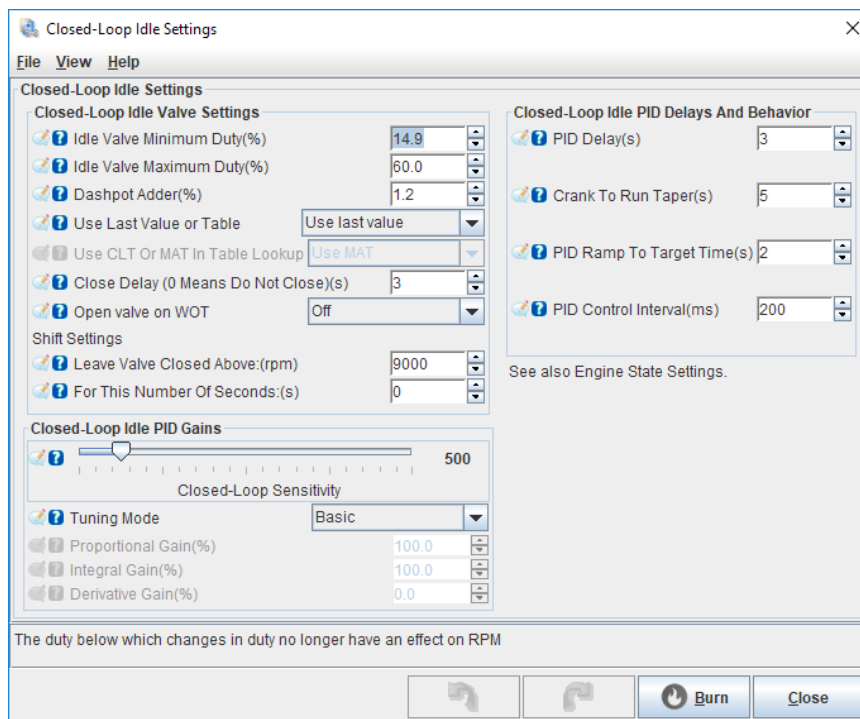 Closed-Loop Idle Settings
File View Help
Closed-Loop Idle Settings
Closed-Loop Idle Valve Settings
Idle Valve Minimum Duty(%) 14.9
Idle Valve Maximum Duty(%) 60.0
Dashpot Adder(%) 1.2
Use Last Value or Table Use last value
Use CLT Or MAT In Table Lookup Use MAT
Close Delay (0 Means Do Not Close)(s) 3
Open valve on WOT Off
Shift Settings
Leave Valve Closed Above:(rpm) 9000
For This Number Of Seconds:(s) 0
Closed-Loop Idle PID Gains
500
Closed-Loop Sensitivity
Tuning Mode Basic
Proportional Gain(%) 100.0
Integral Gain(%) 100.0
Derivative Gain(%) 0.0
Closed-Loop Idle PID Delays And Behavior
PID Delay(s) 3
Crank To Run Taper(s) 5
PID Ramp To Target Time(s) 2
PID Control Interval(ms) 200
See also Engine State Settings.
The duty below which changes in duty no longer have an effect on RPM
Burn Close